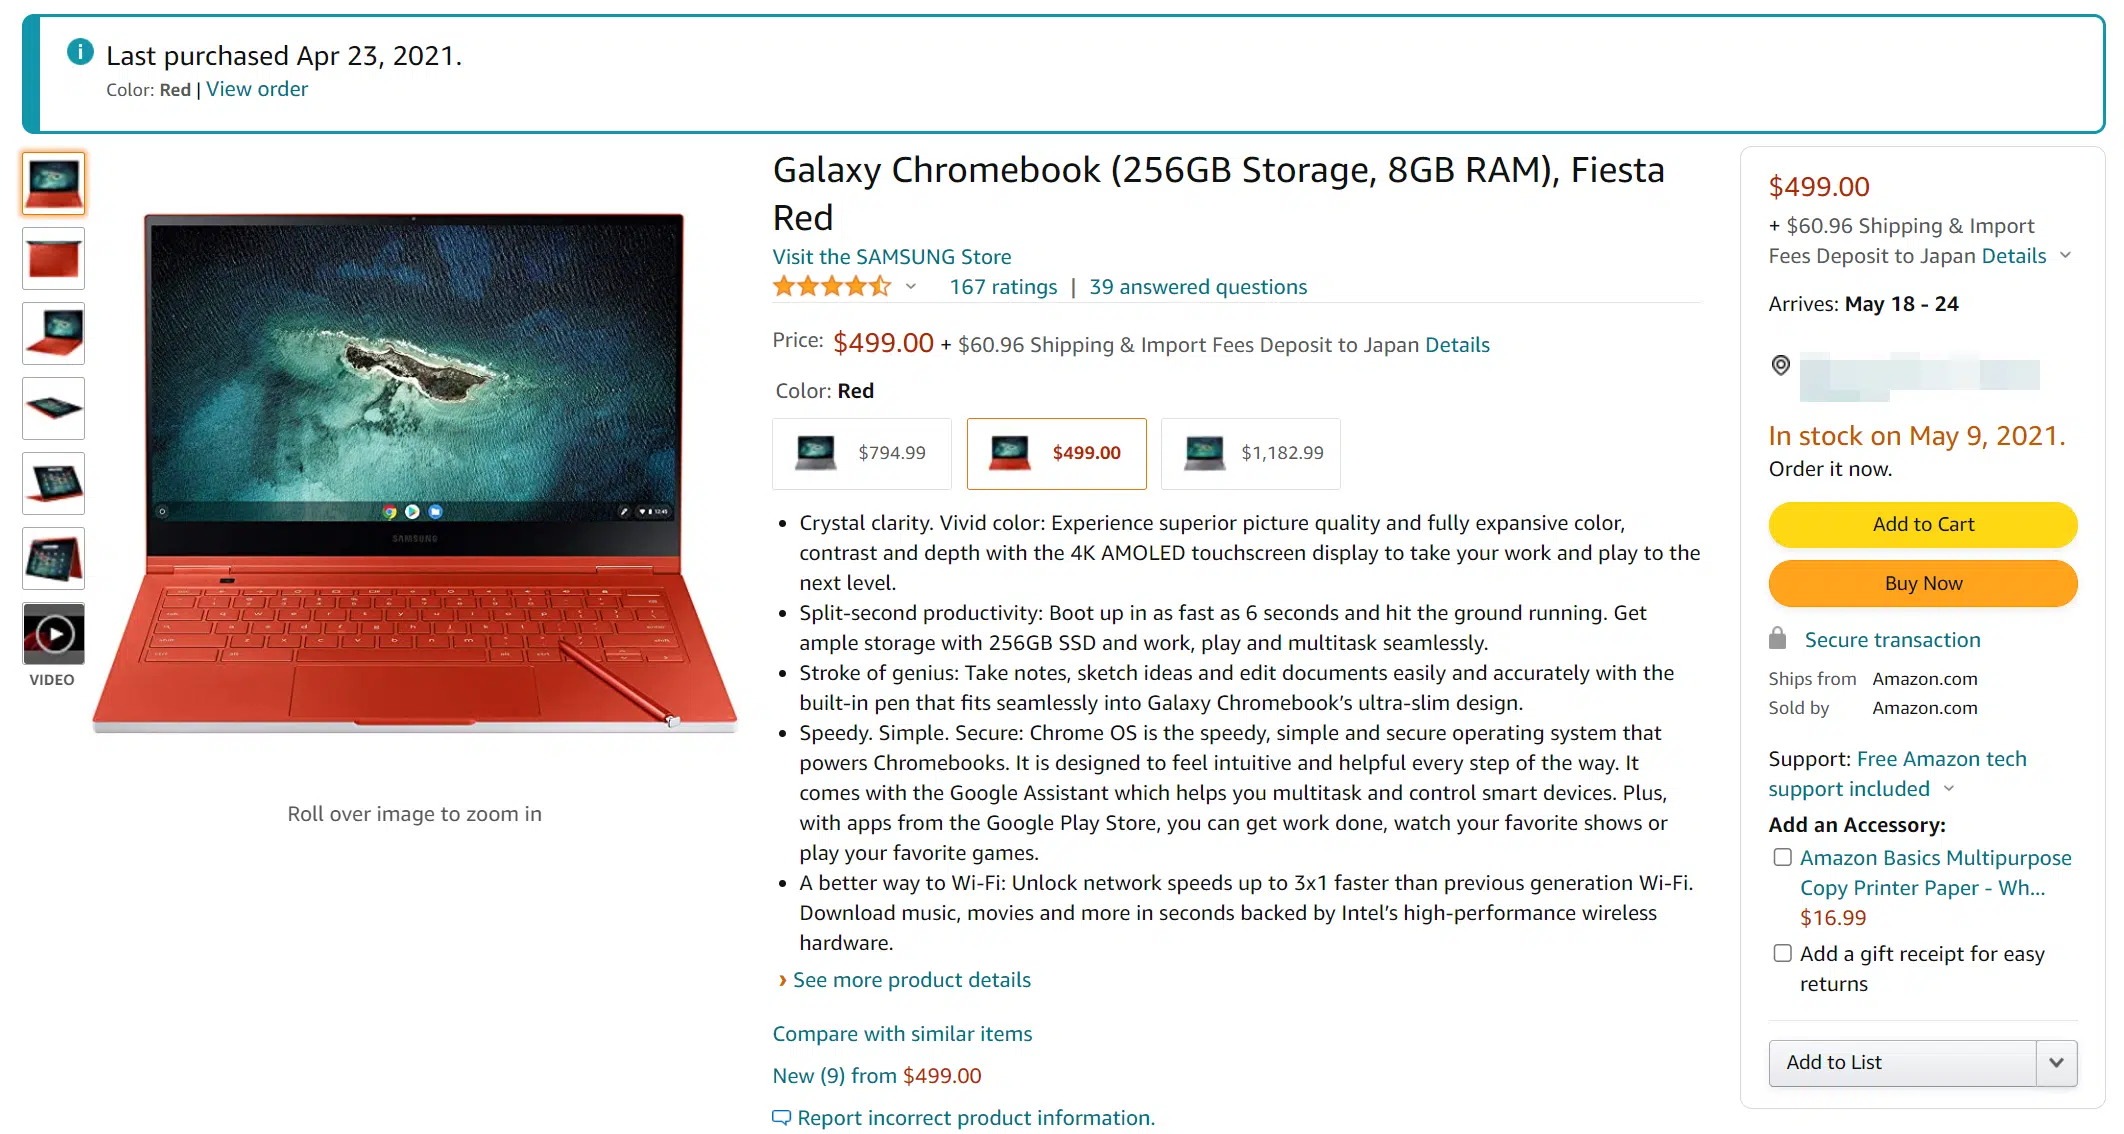 Last purchased Apr 23, 2021.
Color: Red | View order
Galaxy Chromebook (256GB Storage, 8GB RAM), Fiesta
Red
Visit the SAMSUNG Store
167 ratings | 39 answered questions
Price: $499.00 + $60.96 Shipping & Import Fees Deposit to Japan Details
Color: Red
$794.99
$499.00
$1,182.99
• Crystal clarity. Vivid color: Experience superior picture quality and fully expansive color,
contrast and depth with the 4K AMOLED touchscreen display to take your work and play to the
next level.
• Split-second productivity: Boot up in as fast as 6 seconds and hit the ground running. Get
ample storage with 256GB SSD and work, play and multitask seamlessly.
• Stroke of genius: Take notes, sketch ideas and edit documents easily and accurately with the
built-in pen that fits seamlessly into Galaxy Chromebook’s ultra-slim design.
• Speedy. Simple. Secure: Chrome OS is the speedy, simple and secure operating system that
powers Chromebooks. It is designed to feel intuitive and helpful every step of the way. It
comes with the Google Assistant which helps you multitask and control smart devices. Plus,
with apps from the Google Play Store, you can get work done, watch your favorite shows or
play your favorite games.
• A better way to Wi-Fi: Unlock network speeds up to 3x1 faster than previous generation Wi-Fi.
Download music, movies and more in seconds backed by Intel’s high-performance wireless
hardware.
› See more product details
Compare with similar items
New (9) from $499.00
Report incorrect product information.
SAMSUNG
12:45
VIDEO
Roll over image to zoom in
$499.00
+ $60.96 Shipping & Import
Fees Deposit to Japan Details
Arrives: May 18 - 24
In stock on May 9, 2021.
Order it now.
Add to Cart
Buy Now
Secure transaction
Ships from Amazon.com
Sold by Amazon.com
Support: Free Amazon tech
support included
Add an Accessory:
Amazon Basics Multipurpose
Copy Printer Paper - Wh...
$16.99
Add a gift receipt for easy
returns
Add to List